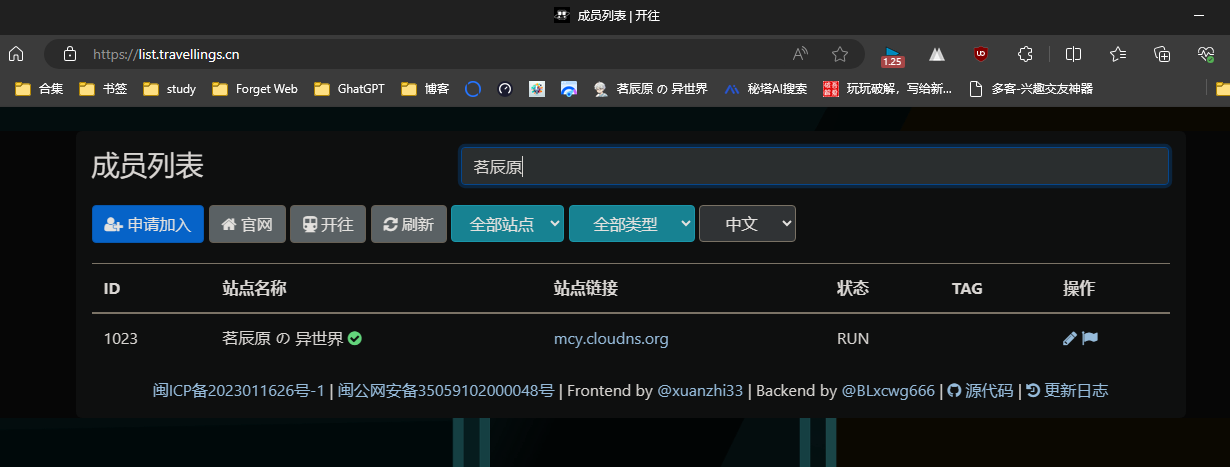 成员列表 | 开往
https://list.travellings.cn
1.25
合集 书签 study Forget Web GhatGPT 博客 茗辰原 の 异世界 秘塔AI搜索 玩玩破解，写给新... 多客-兴趣交友神器
成员列表 茗辰原
申请加入 官网 开往 刷新 全部站点 全部类型 中文
ID 站点名称 站点链接 状态 TAG 操作
1023 茗辰原 の 异世界 mcy.cloudns.org RUN
闽ICP备2023011626号-1 | 闽公网安备35059102000048号 | Frontend by @xuanzhi33 | Backend by @BLxcwg666 | 源代码 | 更新日志